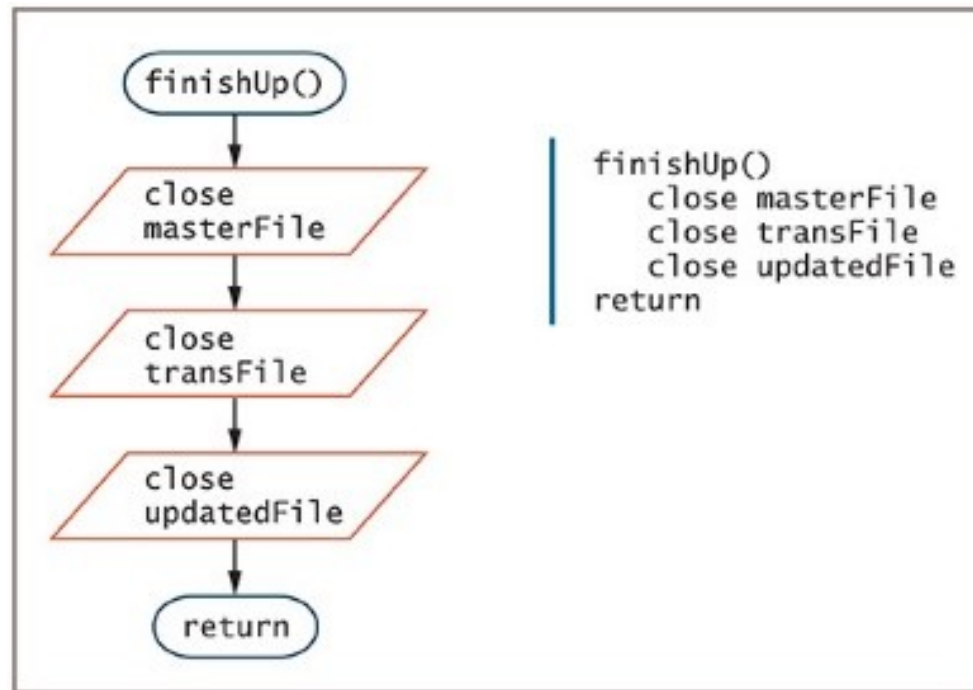 finishUp()
close
masterFile
close
transFile
close
updatedFile
return
finishUp()
close masterFile
close transFile
close updatedFile
return